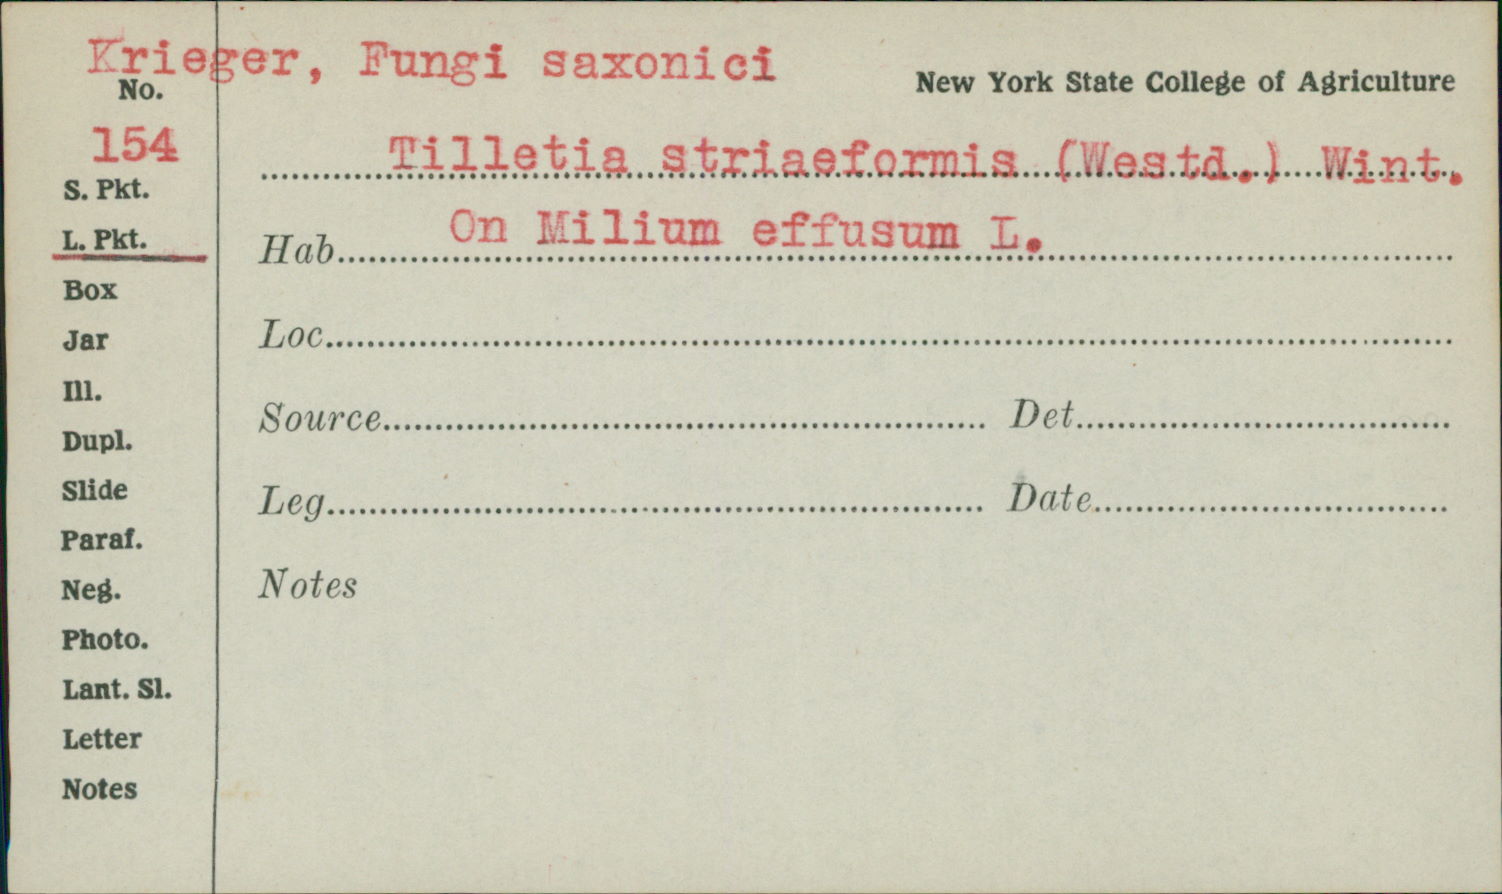 Krieger, Fungi saxonici
New York State College of Agriculture
No.
154
Tilletia striaeformis (Westd.) Wint.
S. Pkt.
L. Pkt.
Box
Jar
Ill.
Dupl.
Slide
Paraf.
Neg.
Photo.
Lant. Sl.
Letter
Notes
Hab. On Milium effusum L.
Loc.
Source
Det.
Leg.
Date
Notes